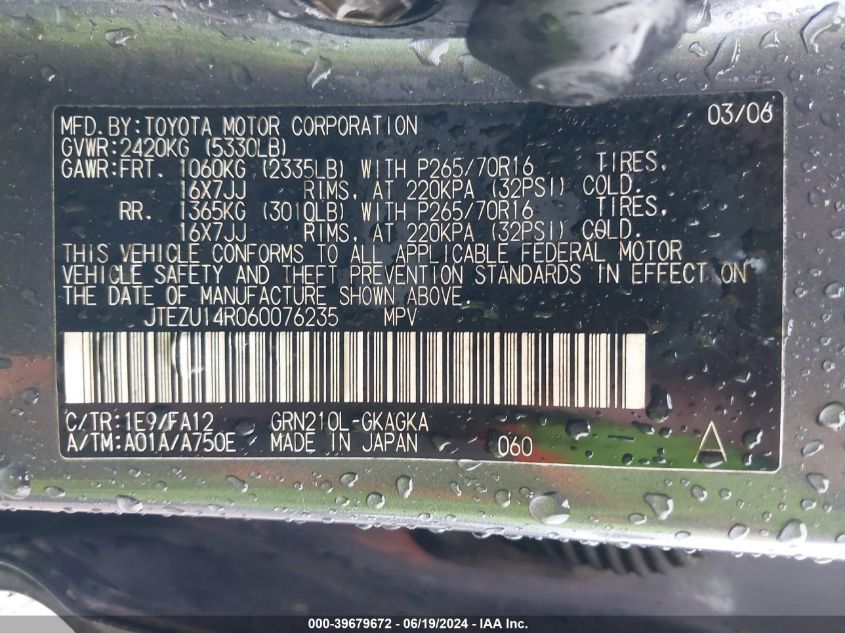 03/06
MFD. BY: TOYOTA MOTOR CORPORATION
GVWR: 2420KG (5330LB)
GAWR: FRT. 1060KG (2335LB) WITH P265/70R16 TIRES,
16X7JJ RIMS, AT 220KPA (32PSI) COLD.
RR. 1365KG (3010LB) WITH P265/70R16 TIRES,
16X7JJ RIMS, AT 220KPA (32PSI) COLD.
THIS VEHICLE CONFORMS TO ALL APPLICABLE FEDERAL MOTOR
VEHICLE SAFETY AND THEFT PREVENTION STANDARDS IN EFFECT ON
THE DATE OF MANUFACTURE SHOWN ABOVE.
JTEZU14R060076235 MPV
C/TR: 1E9/FA12 GRN210L-GKAGKA
A/TM: A01A/A750E MADE IN JAPAN 060 A
000-39679672 - 06/19/2024 - IAA Inc.